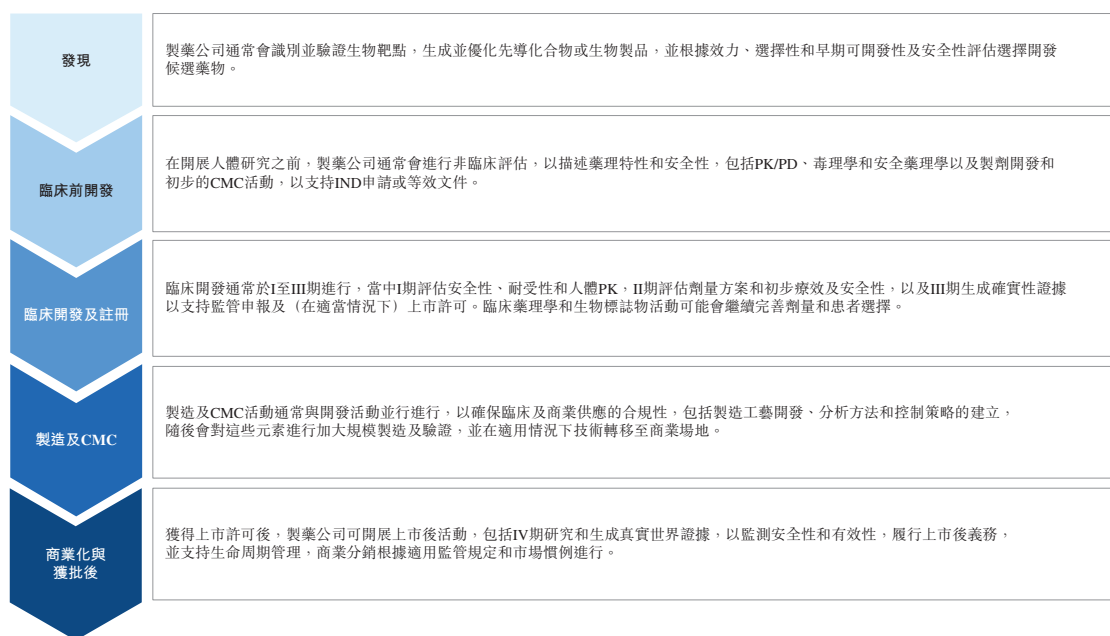 發現
製藥公司通常會識別並驗證生物靶點，生成並優化先導化合物或生物製品，並根據效力、選擇性和早期可開發性及安全性評估選擇開發
候選藥物。
臨床前開發
在開展人體研究之前，製藥公司通常會進行非臨床評估，以描述藥理特性和安全性，包括PK/PD、毒理學和安全藥理學以及製劑開發和
初步的CMC活動，以支持IND申請或等效文件。
臨床開發及註冊
臨床開發通常於I至III期進行，當中I期評估安全性、耐受性和人體PK，II期評估劑量方案和初步療效及安全性，以及III期生成確實性證據
以支持監管申報及（在適當情況下）上市許可。臨床藥理學和生物標誌物活動可能會繼續完善劑量和患者選擇。
製造及CMC
製造及CMC活動通常與開發活動並行進行，以確保臨床及商業供應的合規性，包括製造工藝開發、分析方法和控制策略的建立，
隨後會對這些元素進行加大規模製造及驗證，並在適用情況下技術轉移至商業場地。
商業化與
獲批後
獲得上市許可後，製藥公司可開展上市後活動，包括IV期研究和生成真實世界證據，以監測安全性和有效性，履行上市後義務，
並支持生命周期管理，商業分銷根據適用監管規定和市場慣例進行。